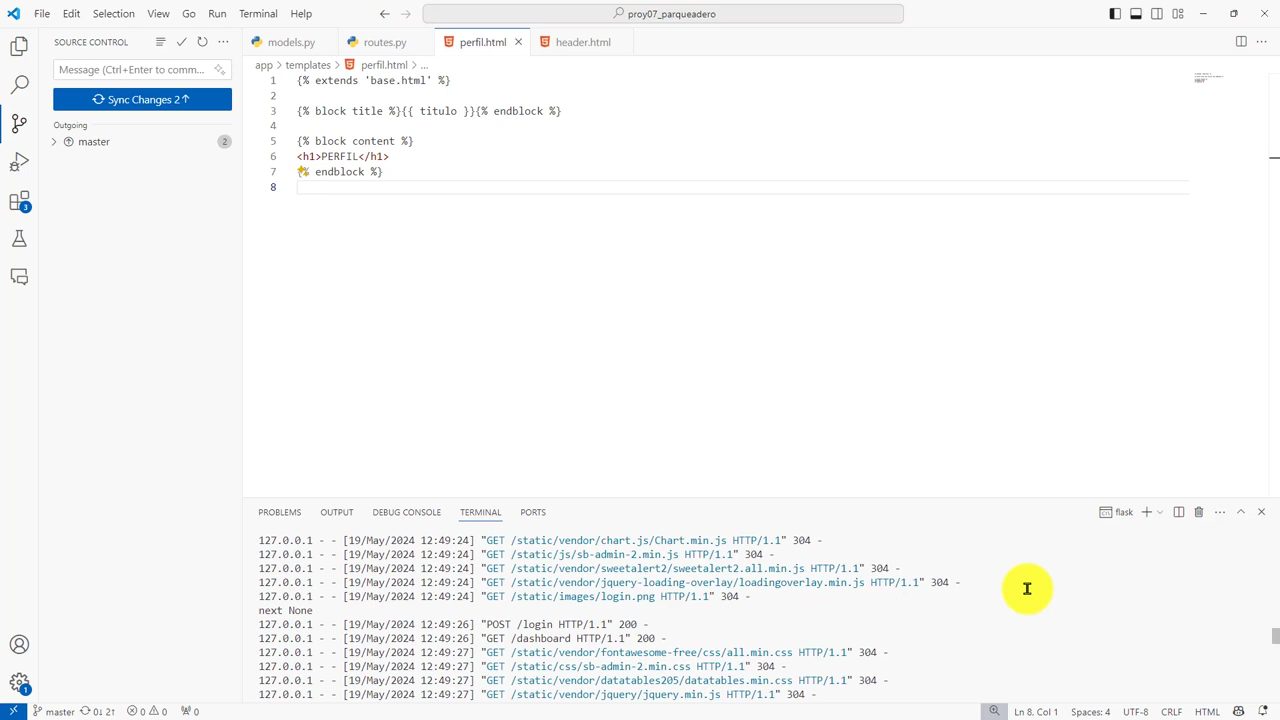 File Edit Selection View Go Run Terminal Help
proy07_parqueadero
SOURCE CONTROL
models.py
routes.py
perfil.html
header.html
Message (Ctrl+Enter to comm...
Sync Changes 2↑
Outgoing
master
2
app > templates > perfil.html > ...
1 {% extends 'base.html' %}
2
3 {% block title %}{{ titulo }}{% endblock %}
4
5 {% block content %}
6 <h1>PERFIL</h1>
7 {% endblock %}
8
3
PROBLEMS OUTPUT DEBUG CONSOLE TERMINAL PORTS
flask
127.0.0.1 - - [19/May/2024 12:49:24] "GET /static/vendor/chart.js/Chart.min.js HTTP/1.1" 304 -
127.0.0.1 - - [19/May/2024 12:49:24] "GET /static/js/sb-admin-2.min.js HTTP/1.1" 304 -
127.0.0.1 - - [19/May/2024 12:49:24] "GET /static/vendor/sweetalert2/sweetalert2.all.min.js HTTP/1.1" 304 -
127.0.0.1 - - [19/May/2024 12:49:24] "GET /static/vendor/jquery-loading-overlay/loadingoverlay.min.js HTTP/1.1" 304 -
127.0.0.1 - - [19/May/2024 12:49:24] "GET /static/images/login.png HTTP/1.1" 304 -
next None
127.0.0.1 - - [19/May/2024 12:49:26] "POST /login HTTP/1.1" 200 -
127.0.0.1 - - [19/May/2024 12:49:26] "GET /dashboard HTTP/1.1" 200 -
127.0.0.1 - - [19/May/2024 12:49:27] "GET /static/vendor/fontawesome-free/css/all.min.css HTTP/1.1" 304 -
127.0.0.1 - - [19/May/2024 12:49:27] "GET /static/css/sb-admin-2.min.css HTTP/1.1" 304 -
127.0.0.1 - - [19/May/2024 12:49:27] "GET /static/vendor/datatables205/datatables.min.css HTTP/1.1" 304 -
127.0.0.1 - - [19/May/2024 12:49:27] "GET /static/vendor/jquery/jquery.min.js HTTP/1.1" 304 -
1
master 0↓ 2↑ 0 0 0
Ln 8, Col 1 Spaces: 4 UTF-8 CRLF HTML